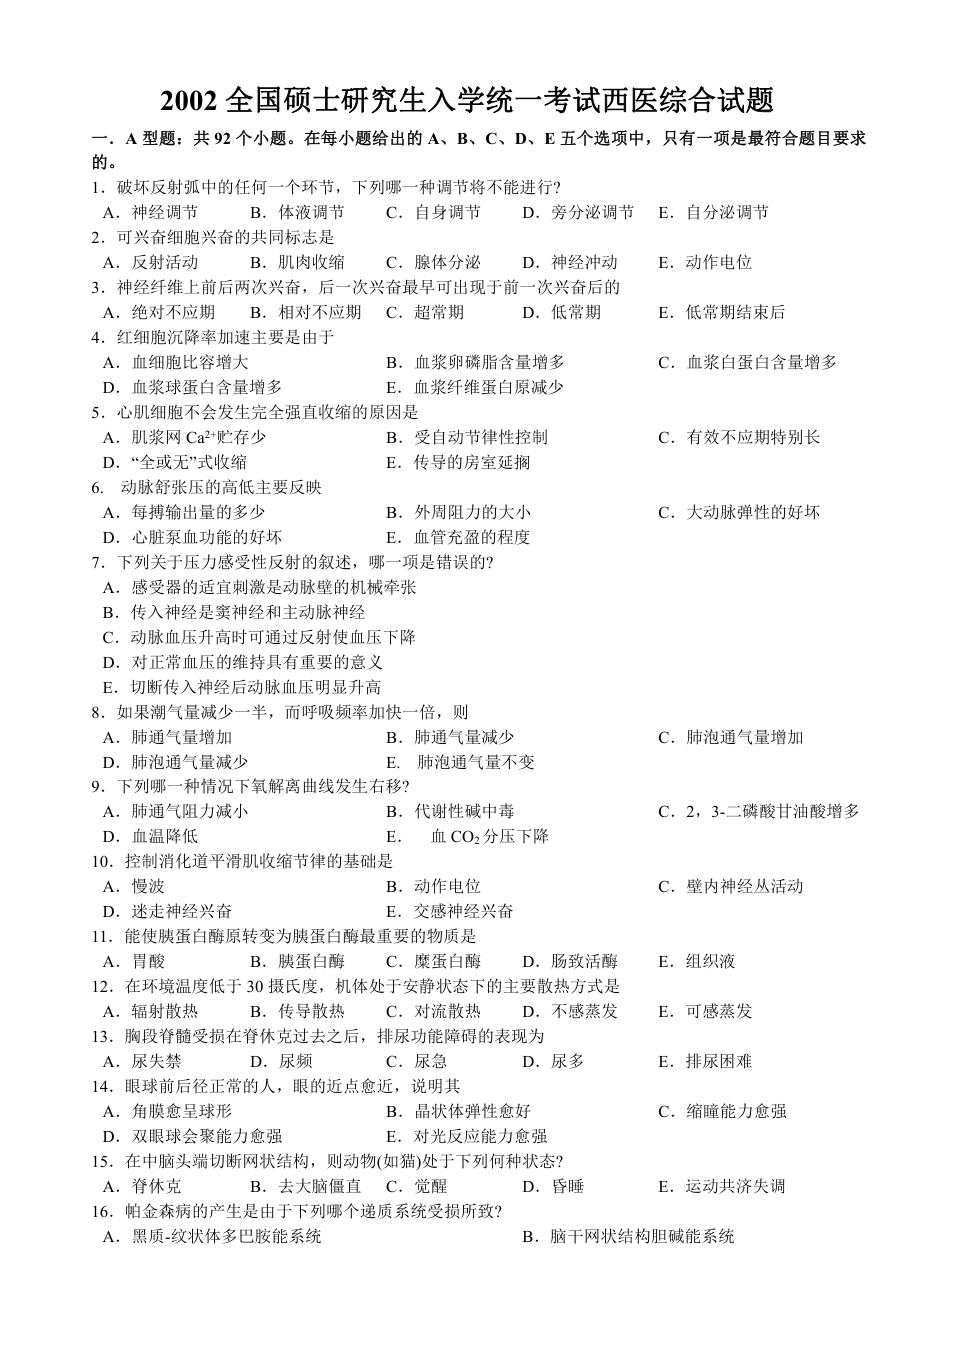 2002 全国硕士研究生入学统一考试西医综合试题
一．A 型题：共 92 个小题。在每小题给出的 A、B、C、D、E 五个选项中，只有一项是最符合题目要求
的。
1．破坏反射弧中的任何一个环节，下列哪一种调节将不能进行?
A．神经调节 B．体液调节 C．自身调节 D．旁分泌调节 E．自分泌调节
2．可兴奋细胞兴奋的共同标志是
A．反射活动 B．肌肉收缩 C．腺体分泌 D．神经冲动 E．动作电位
3．神经纤维上前后两次兴奋，后一次兴奋最早可出现于前一次兴奋后的
A．绝对不应期 B．相对不应期 C．超常期 D．低常期 E．低常期结束后
4．红细胞沉降率加速主要是由于
A．血细胞比容增大 B．血浆卵磷脂含量增多 C．血浆白蛋白含量增多
D．血浆球蛋白含量增多 E．血浆纤维蛋白原减少
5．心肌细胞不会发生完全强直收缩的原因是
A．肌浆网 Ca²⁺贮存少 B．受自动节律性控制 C．有效不应期特别长
D．“全或无”式收缩 E．传导的房室延搁
6.　动脉舒张压的高低主要反映
A．每搏输出量的多少 B．外周阻力的大小 C．大动脉弹性的好坏
D．心脏泵血功能的好坏 E．血管充盈的程度
7．下列关于压力感受性反射的叙述，哪一项是错误的?
A．感受器的适宜刺激是动脉壁的机械牵张
B．传入神经是窦神经和主动脉神经
C．动脉血压升高时可通过反射使血压下降
D．对正常血压的维持具有重要的意义
E．切断传入神经后动脉血压明显升高
8．如果潮气量减少一半，而呼吸频率加快一倍，则
A．肺通气量增加 B．肺通气量减少 C．肺泡通气量增加
D．肺泡通气量减少 E.　肺泡通气量不变
9．下列哪一种情况下氧解离曲线发生右移?
A．肺通气阻力减小 B．代谢性碱中毒 C．2，3-二磷酸甘油酸增多
D．血温降低 E．　血 CO₂分压下降
10．控制消化道平滑肌收缩节律的基础是
A．慢波 B．动作电位 C．壁内神经丛活动
D．迷走神经兴奋 E．交感神经兴奋
11．能使胰蛋白酶原转变为胰蛋白酶最重要的物质是
A．胃酸 B．胰蛋白酶 C．糜蛋白酶 D．肠致活酶 E．组织液
12．在环境温度低于 30 摄氏度，机体处于安静状态下的主要散热方式是
A．辐射散热 B．传导散热 C．对流散热 D．不感蒸发 E．可感蒸发
13．胸段脊髓受损在脊休克过去之后，排尿功能障碍的表现为
A．尿失禁 D．尿频 C．尿急 D．尿多 E．排尿困难
14．眼球前后径正常的人，眼的近点愈近，说明其
A．角膜愈呈球形 B．晶状体弹性愈好 C．缩瞳能力愈强
D．双眼球会聚能力愈强 E．对光反应能力愈强
15．在中脑头端切断网状结构，则动物(如猫)处于下列何种状态?
A．脊休克 B．去大脑僵直 C．觉醒 D．昏睡 E．运动共济失调
16．帕金森病的产生是由于下列哪个递质系统受损所致?
A．黑质-纹状体多巴胺能系统 B．脑干网状结构胆碱能系统